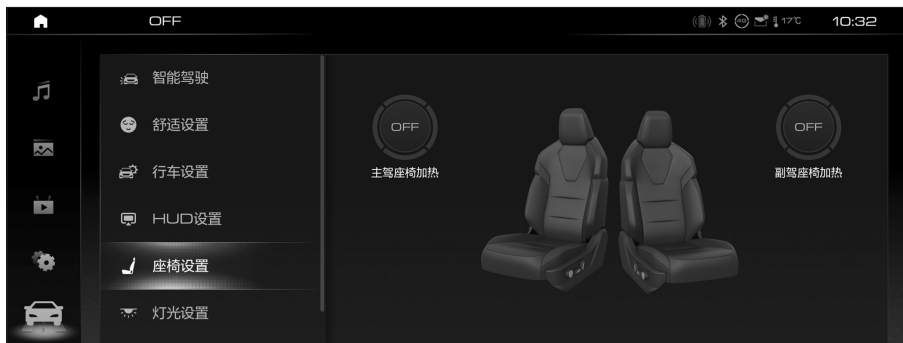 OFF
4G
17℃
10:32
智能驾驶
舒适设置
行车设置
HUD设置
座椅设置
灯光设置
OFF
主驾座椅加热
OFF
副驾座椅加热